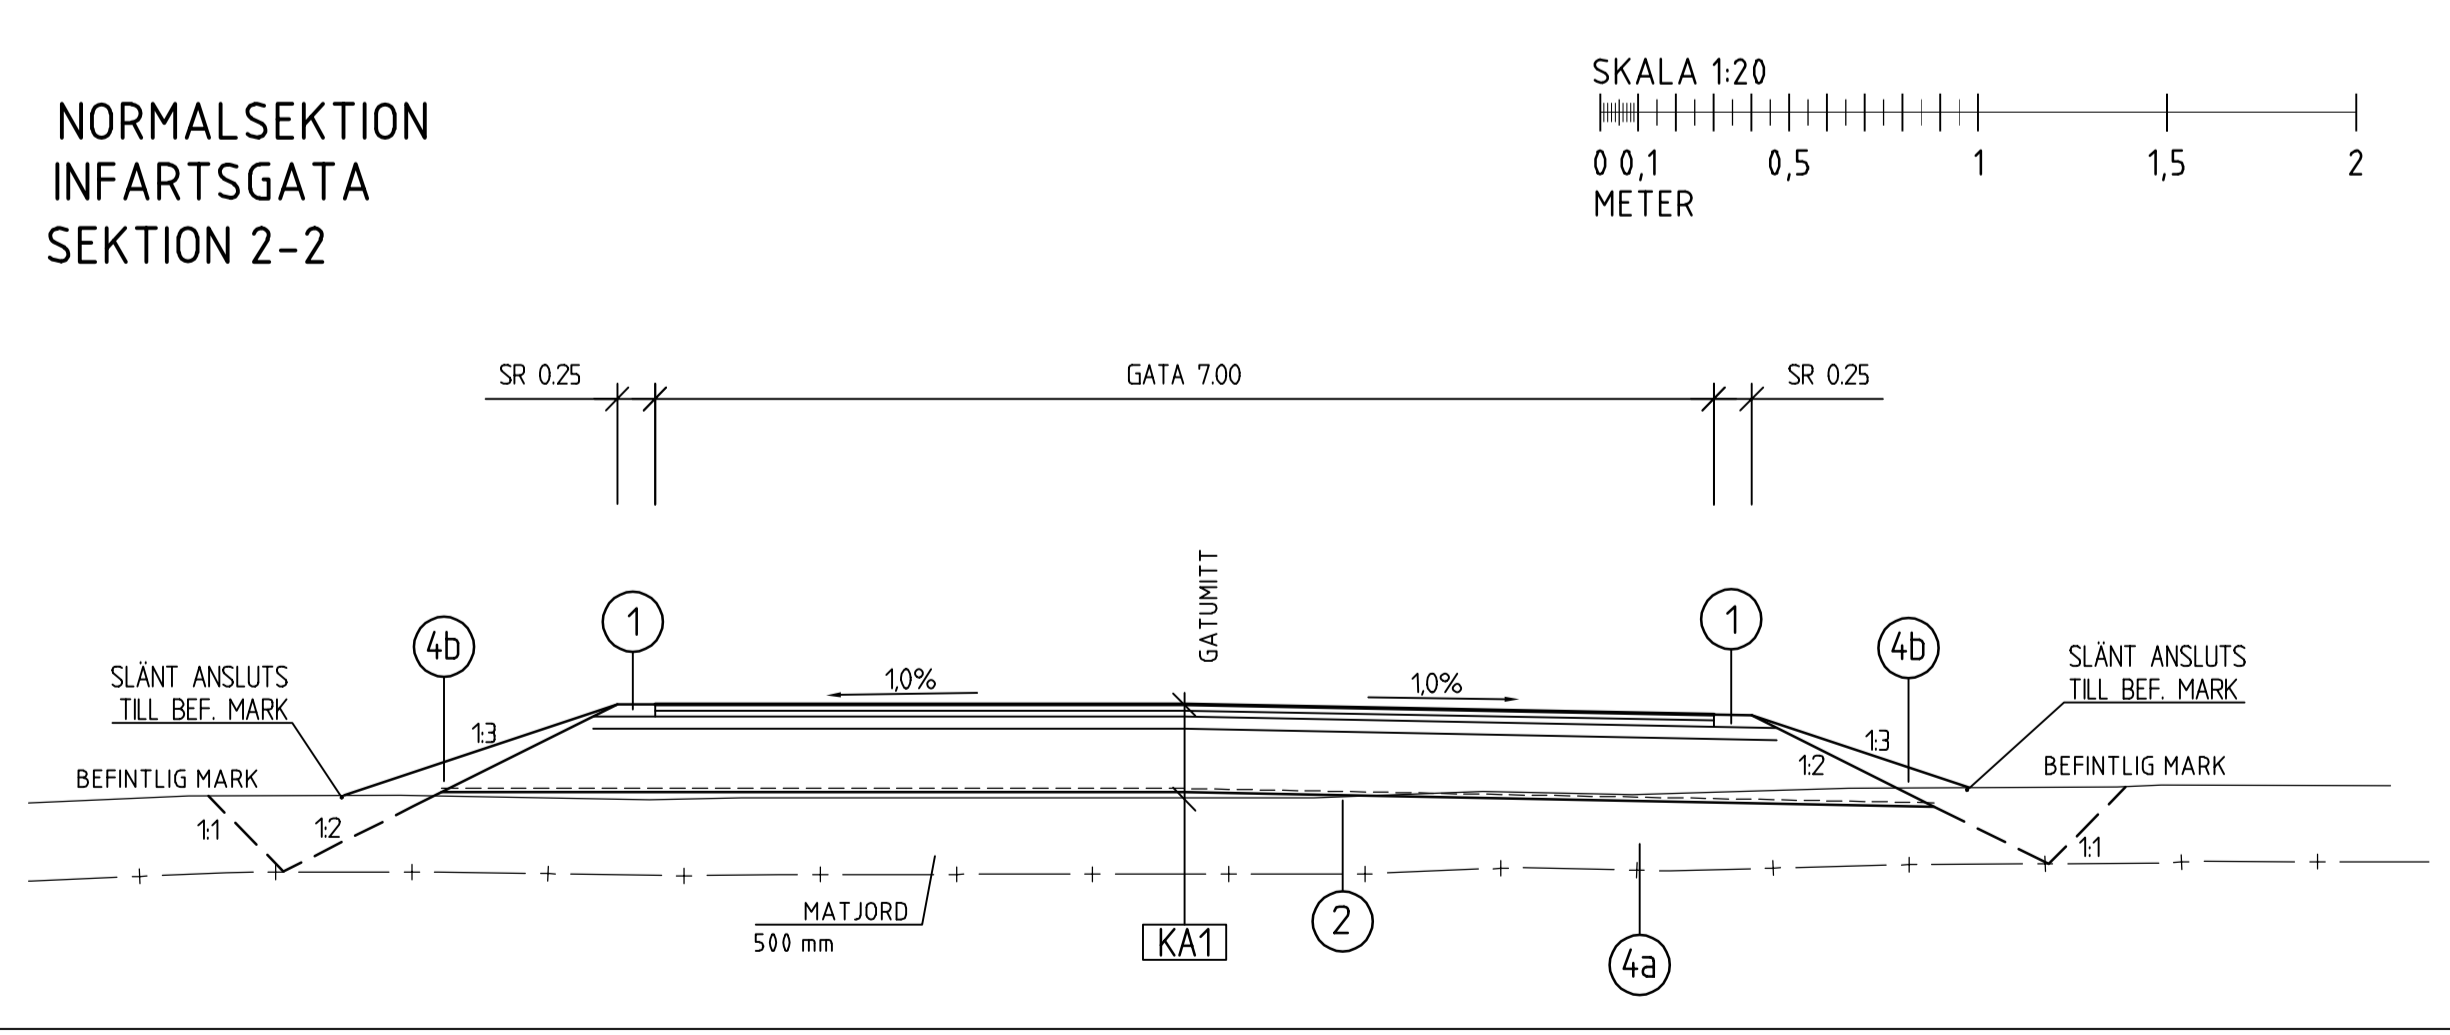 NORMALSEKTION
INFARTSGATA
SEKTION 2-2
SKALA 1:20
0 0,1 0,5 1 1,5 2
METER
SR 0.25
GATA 7.00
SR 0.25
GATUMITT
1
1
4b
4b
SLÄNT ANSLUTS
TILL BEF. MARK
SLÄNT ANSLUTS
TILL BEF. MARK
1,0%
1,0%
1:3
1:3
BEFINTLIG MARK
1:2
BEFINTLIG MARK
1:1
1:2
1:1
MATJORD
500 mm
KA1
2
4a